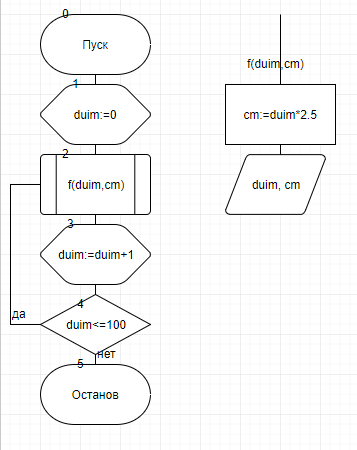 0
Пуск
1
duim:=0
2
f(duim,cm)
3
duim:=duim+1
4
duim<=100
да
нет
5
Останов
f(duim,cm)
cm:=duim*2.5
duim, cm